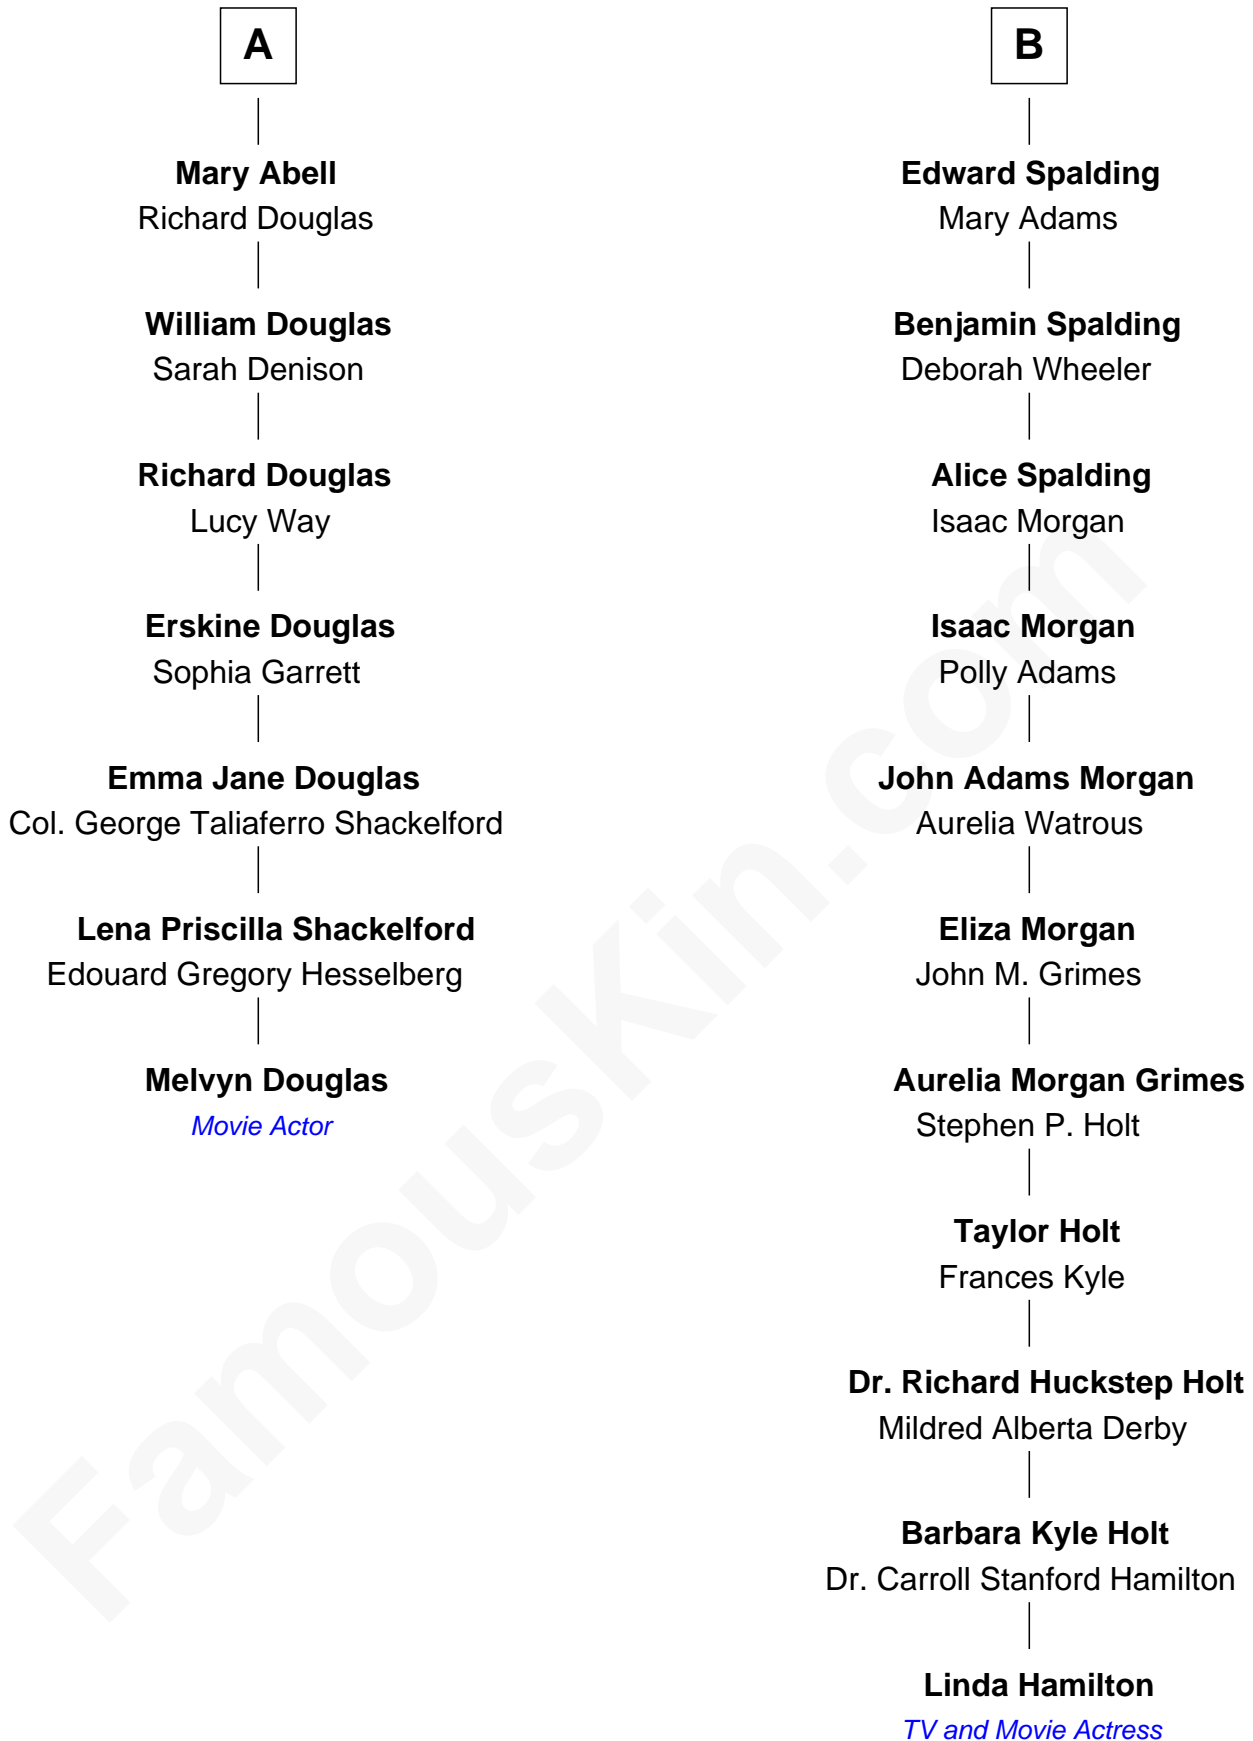 A
Mary Abell
Richard Douglas
William Douglas
Sarah Denison
Richard Douglas
Lucy Way
Erskine Douglas
Sophia Garrett
Emma Jane Douglas
Col. George Taliaferro Shackelford
Lena Priscilla Shackelford
Edouard Gregory Hesselberg
Melvyn Douglas
Movie Actor
B
Edward Spalding
Mary Adams
Benjamin Spalding
Deborah Wheeler
Alice Spalding
Isaac Morgan
Isaac Morgan
Polly Adams
John Adams Morgan
Aurelia Watrous
Eliza Morgan
John M. Grimes
Aurelia Morgan Grimes
Stephen P. Holt
Taylor Holt
Frances Kyle
Dr. Richard Huckstep Holt
Mildred Alberta Derby
Barbara Kyle Holt
Dr. Carroll Stanford Hamilton
Linda Hamilton
TV and Movie Actress
FamousKin.com